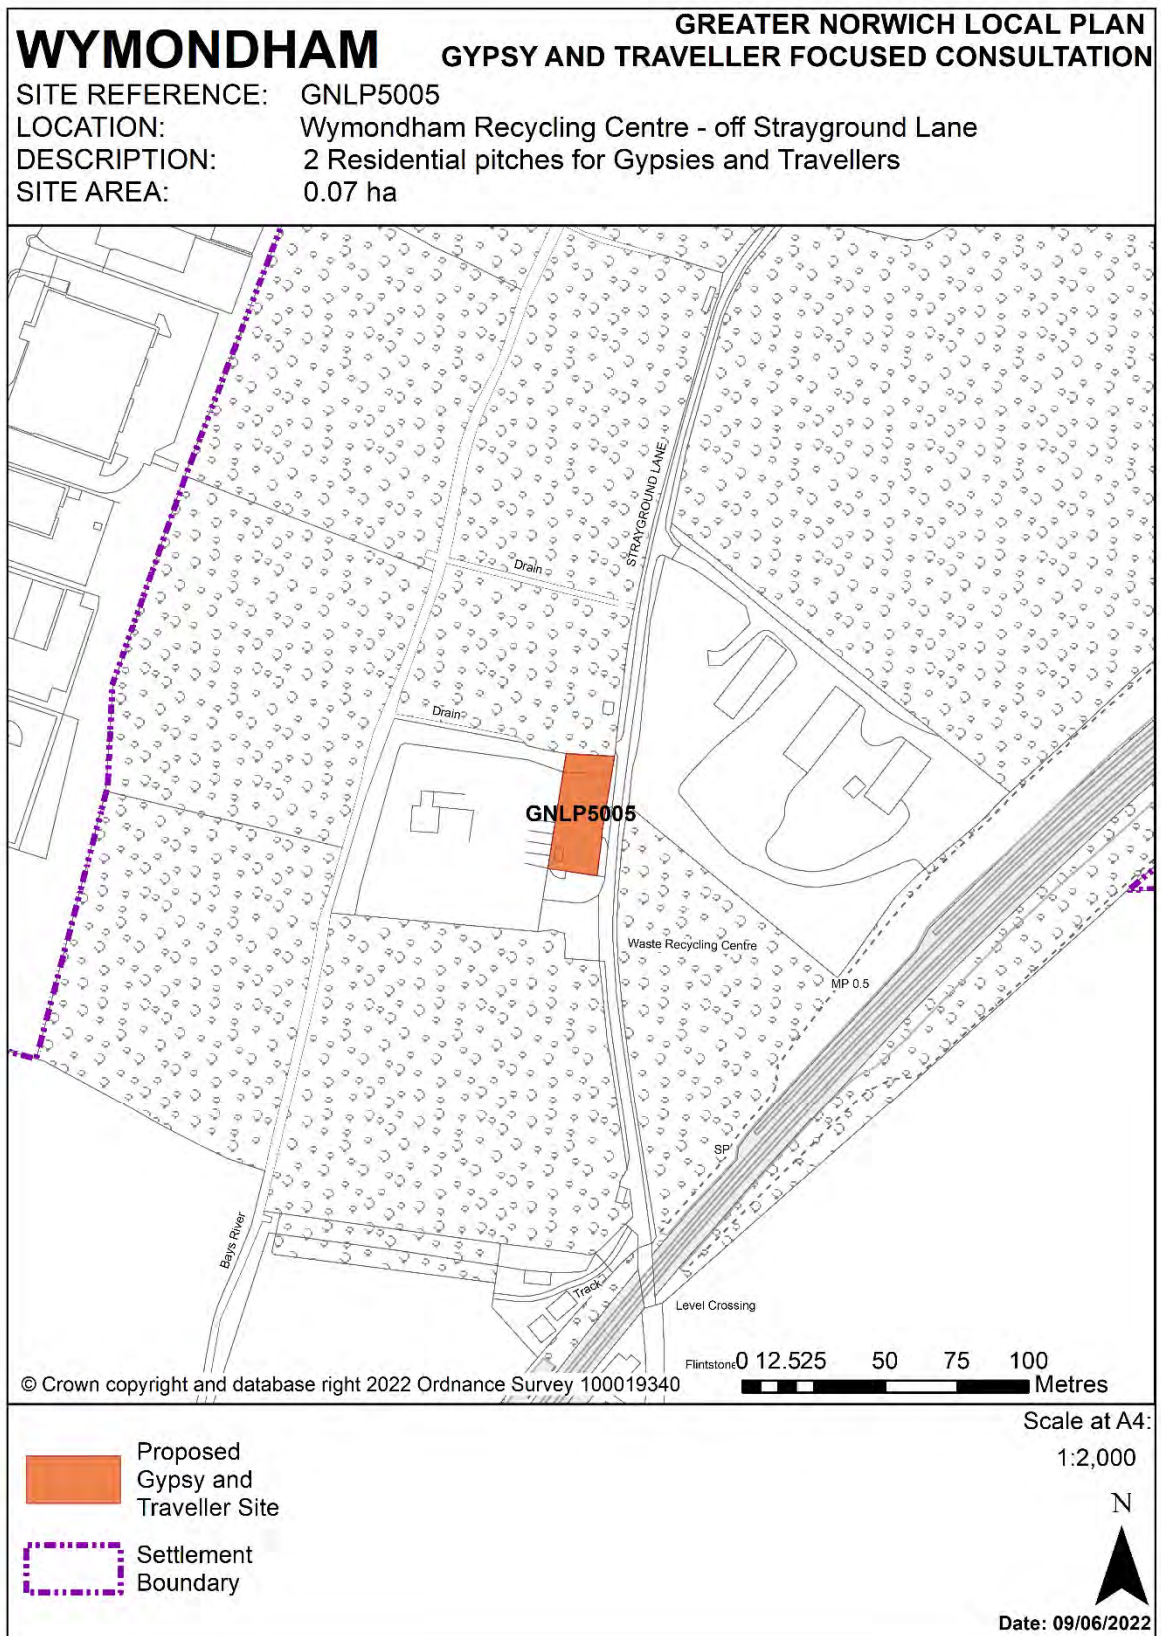 WYMONDHAM
GREATER NORWICH LOCAL PLAN
GYPSY AND TRAVELLER FOCUSED CONSULTATION
SITE REFERENCE: GNLP5005
LOCATION: Wymondham Recycling Centre - off Strayground Lane
DESCRIPTION: 2 Residential pitches for Gypsies and Travellers
SITE AREA: 0.07 ha
STRAYGROUND LANE
Drain
Drain
GNLP5005
Waste Recycling Centre
MP 0.5
SP
Bays River
Track
Level Crossing
Flintstone
0 12.525 50 75 100
Metres
© Crown copyright and database right 2022 Ordnance Survey 100019340
Scale at A4:
1:2,000
Proposed
Gypsy and
Traveller Site
Settlement
Boundary
N
Date: 09/06/2022